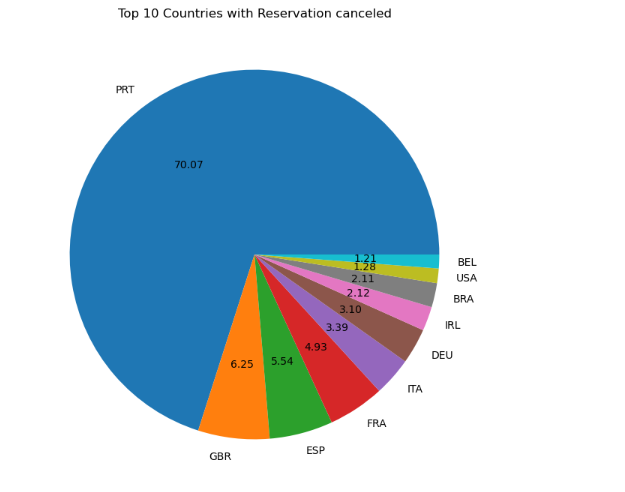 Top 10 Countries with Reservation canceled
PRT
70.07
1.21
BEL
1.28
USA
2.11
BRA
2.12
IRL
3.10
DEU
3.39
ITA
4.93
FRA
5.54
ESP
6.25
GBR